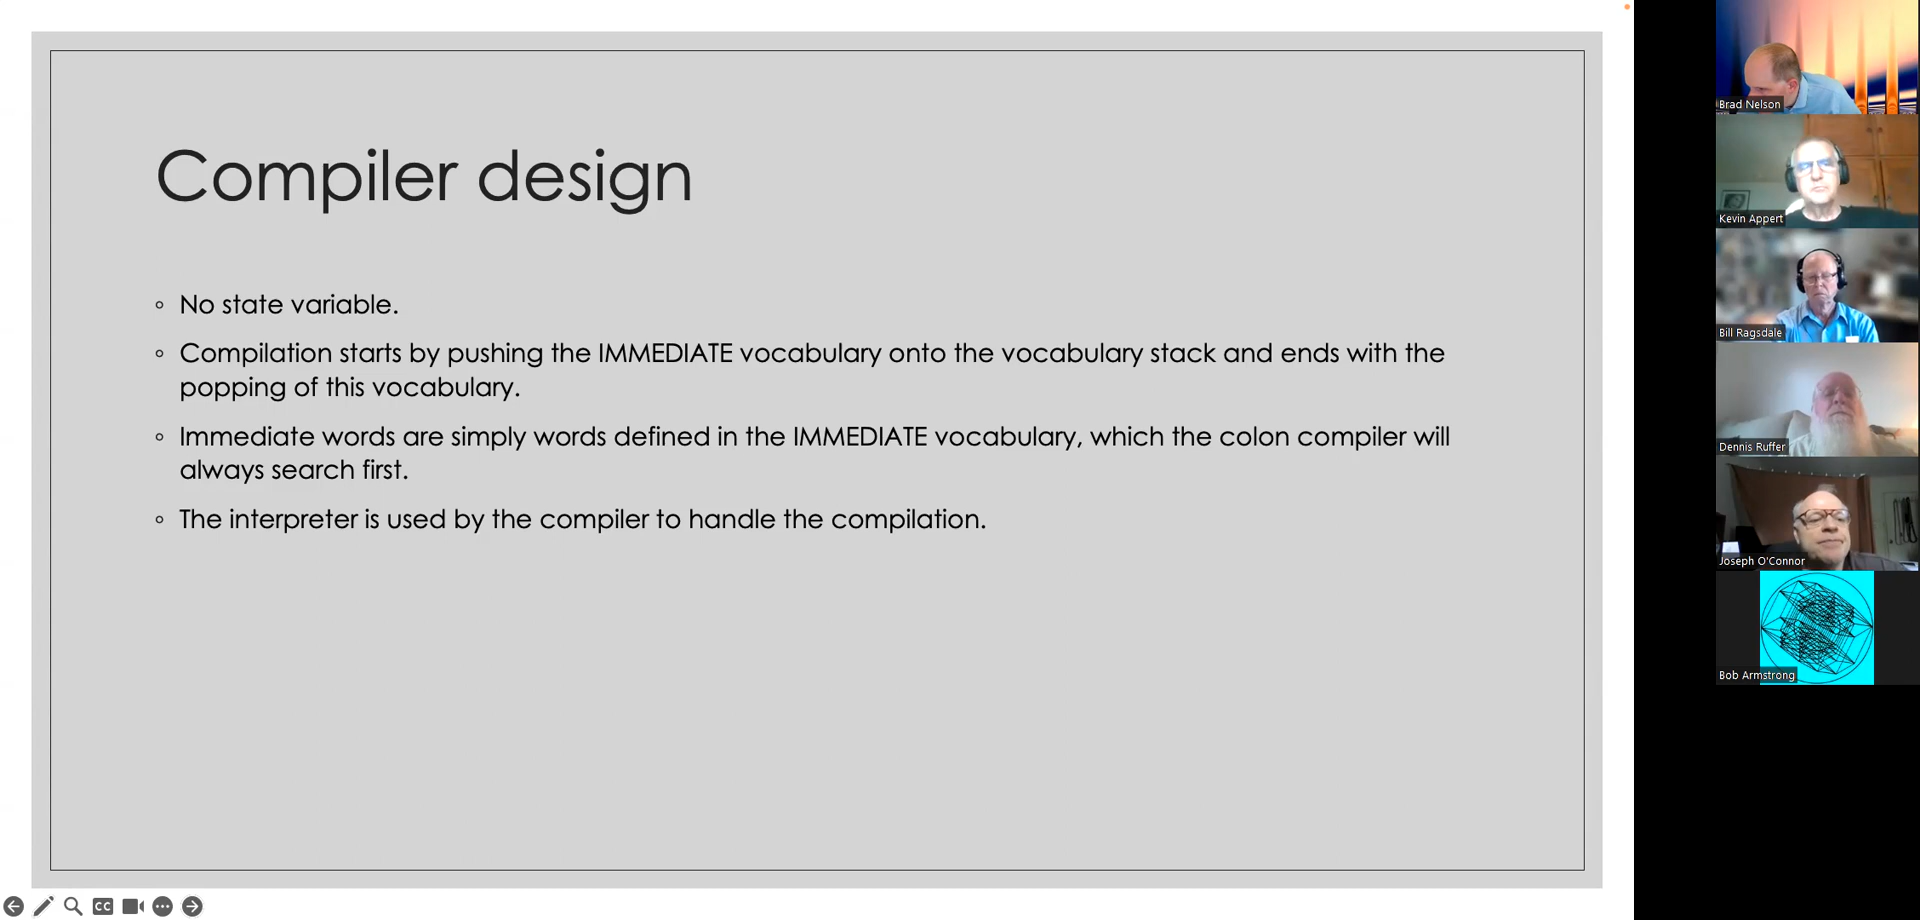 Compiler design
◦ No state variable.
◦ Compilation starts by pushing the IMMEDIATE vocabulary onto the vocabulary stack and ends with the
popping of this vocabulary.
◦ Immediate words are simply words defined in the IMMEDIATE vocabulary, which the colon compiler will
always search first.
◦ The interpreter is used by the compiler to handle the compilation.
CC
Brad Nelson
Kevin Appert
Bill Ragsdale
Dennis Ruffer
Joseph O'Connor
Bob Armstrong